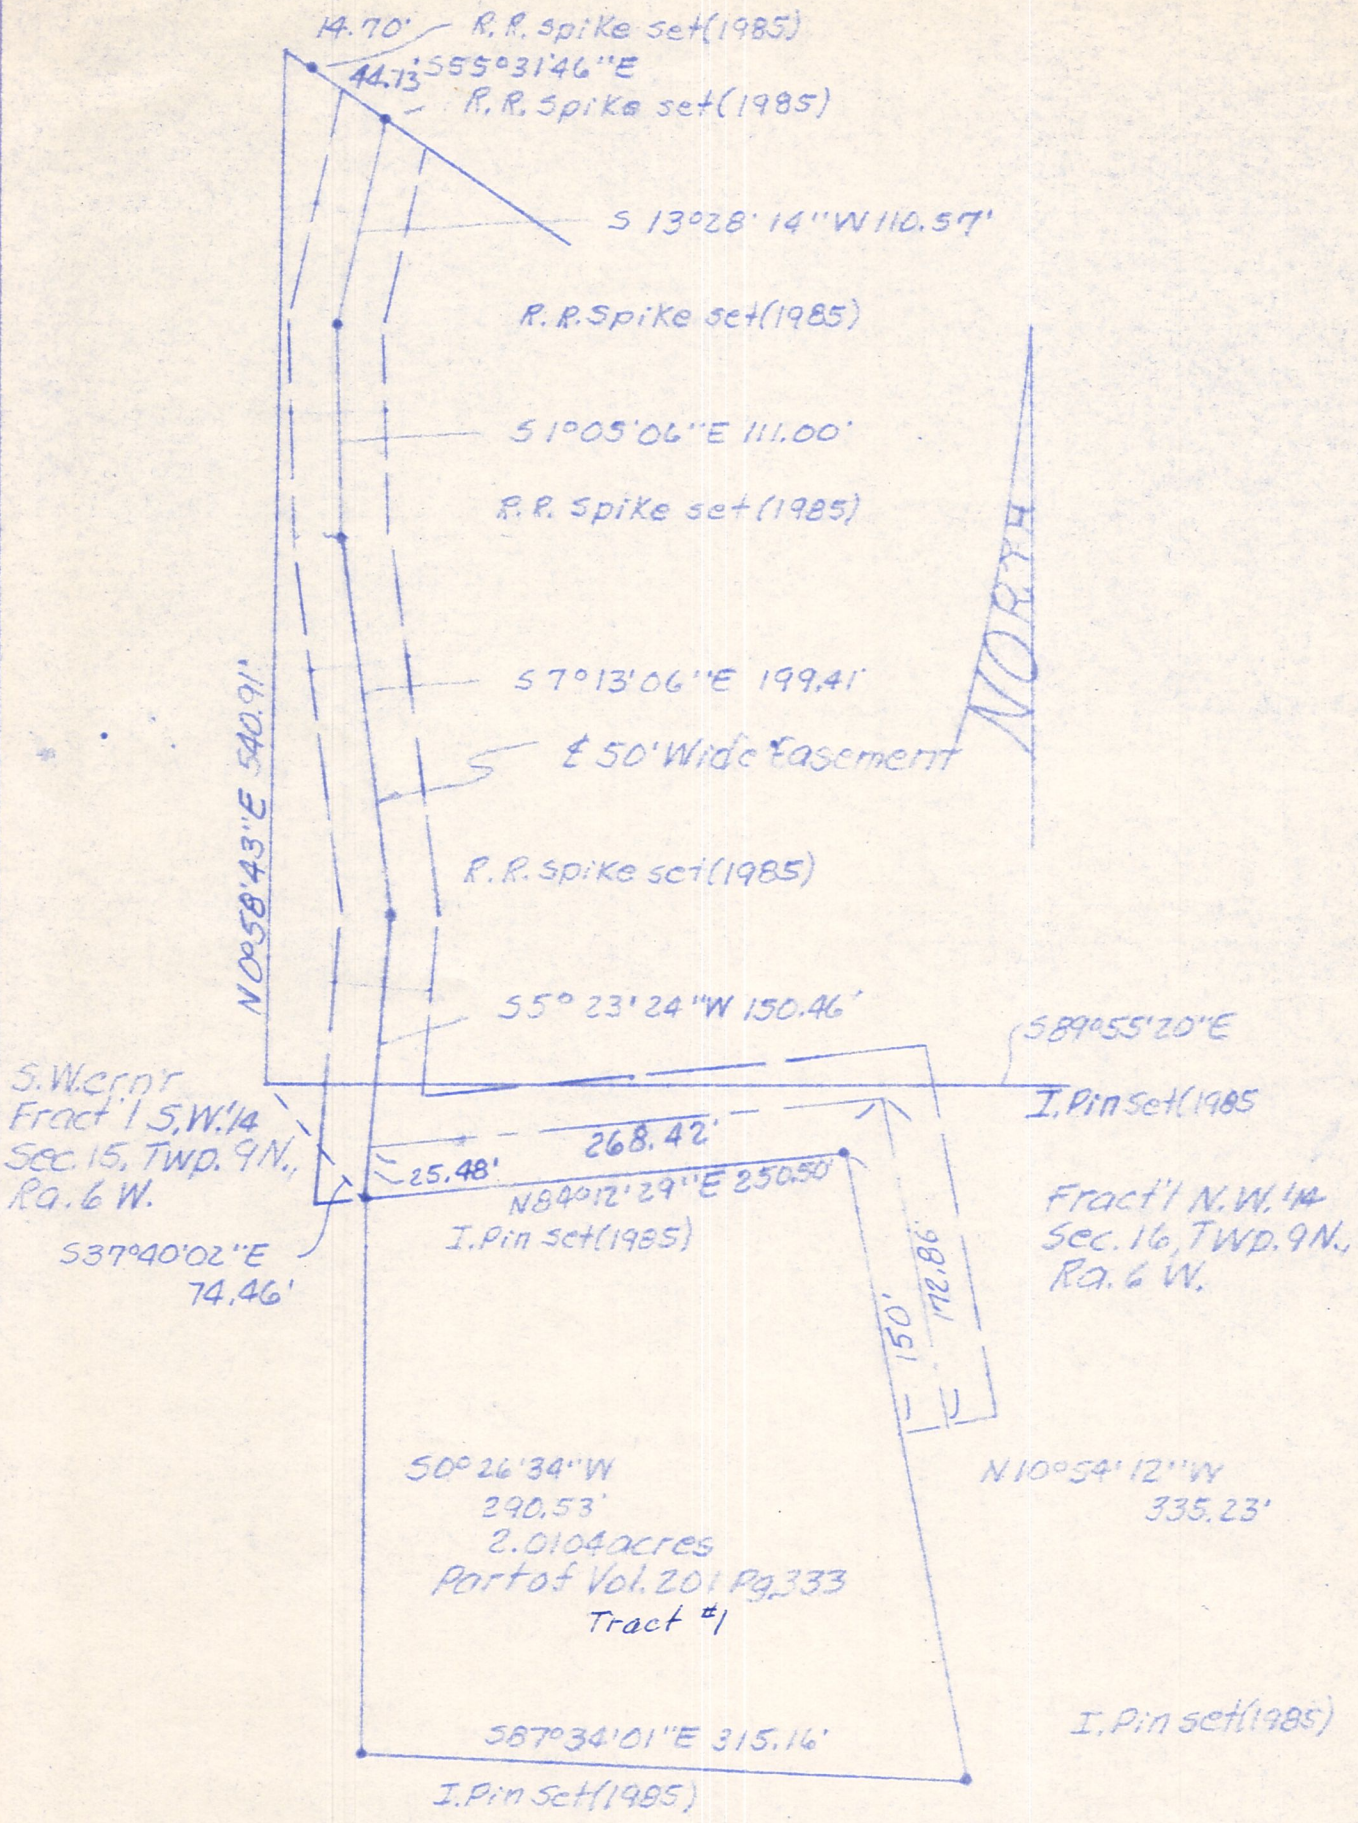 14.70' R.R. Spike set(1985)
44.73' S55°31'46"E
R.R. Spike set(1985)
S 13°28'14"W 110.57'
R.R. Spike set(1985)
S 1°05'06"E 111.00'
R.R. Spike set(1985)
NORTH
S 7°13'06"E 199.41'
₵ 50' Wide Easement
N0°58'43"E 540.91'
R.R. Spike set(1985)
S5°23'24"W 150.46'
S89°55'20"E
S.W. crn'r
Fract'l S.W. 1/4
Sec. 15, Twp. 9N.,
Ra. 6 W.
I. Pin Set(1985
268.42'
25.48'
N84°12'29"E 250.50'
I. Pin set(1985)
Fract'l N.W. 1/4
Sec. 16, Twp. 9N.,
Ra. 6 W.
S37°40'02"E
74.46'
150'
172.86'
S0°26'34"W
290.53'
2.0104 acres
Part of Vol. 201 Pg. 333
Tract #1
N 10°54'12"W
335.23'
S87°34'01"E 315.16'
I. Pin Set(1985)
I. Pin set(1985)